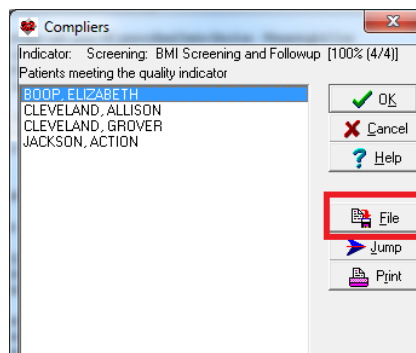 Compliers
Indicator: Screening: BMI Screening and Followup [100% (4/4)]
Patients meeting the quality indicator
BOOP, ELIZABETH
CLEVELAND, ALLISON
CLEVELAND, GROVER
JACKSON, ACTION
OK
Cancel
Help
File
Jump
Print